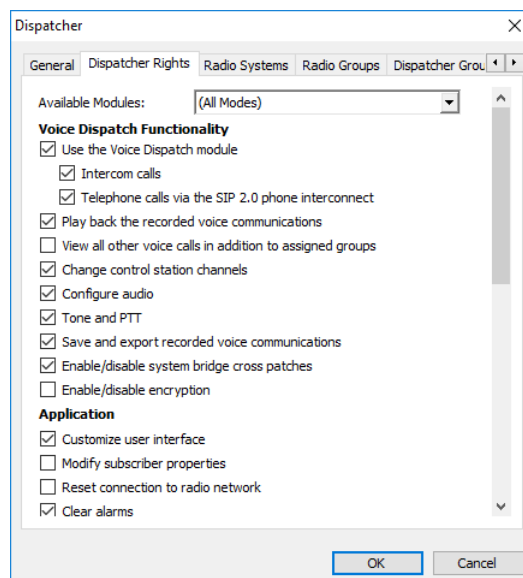 Dispatcher
General Dispatcher Rights Radio Systems Radio Groups Dispatcher Grou
Available Modules: (All Modes)
Voice Dispatch Functionality
Use the Voice Dispatch module
Intercom calls
Telephone calls via the SIP 2.0 phone interconnect
Play back the recorded voice communications
View all other voice calls in addition to assigned groups
Change control station channels
Configure audio
Tone and PTT
Save and export recorded voice communications
Enable/disable system bridge cross patches
Enable/disable encryption
Application
Customize user interface
Modify subscriber properties
Reset connection to radio network
Clear alarms
OK Cancel